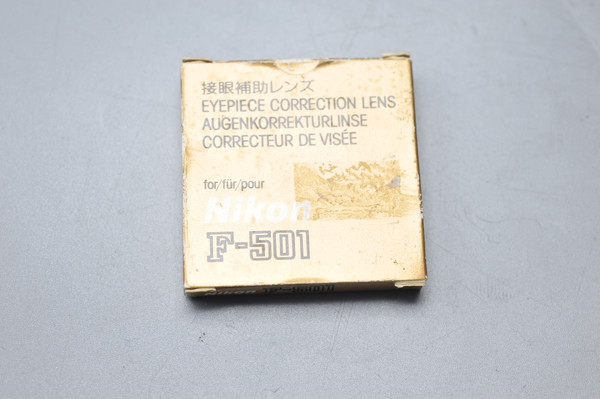 接眼補助レンズ
EYEPIECE CORRECTION LENS
AUGENKORREKTURLINSE
CORRECTEUR DE VISÉE
for/für/pour
Nikon
F-501
Nikon